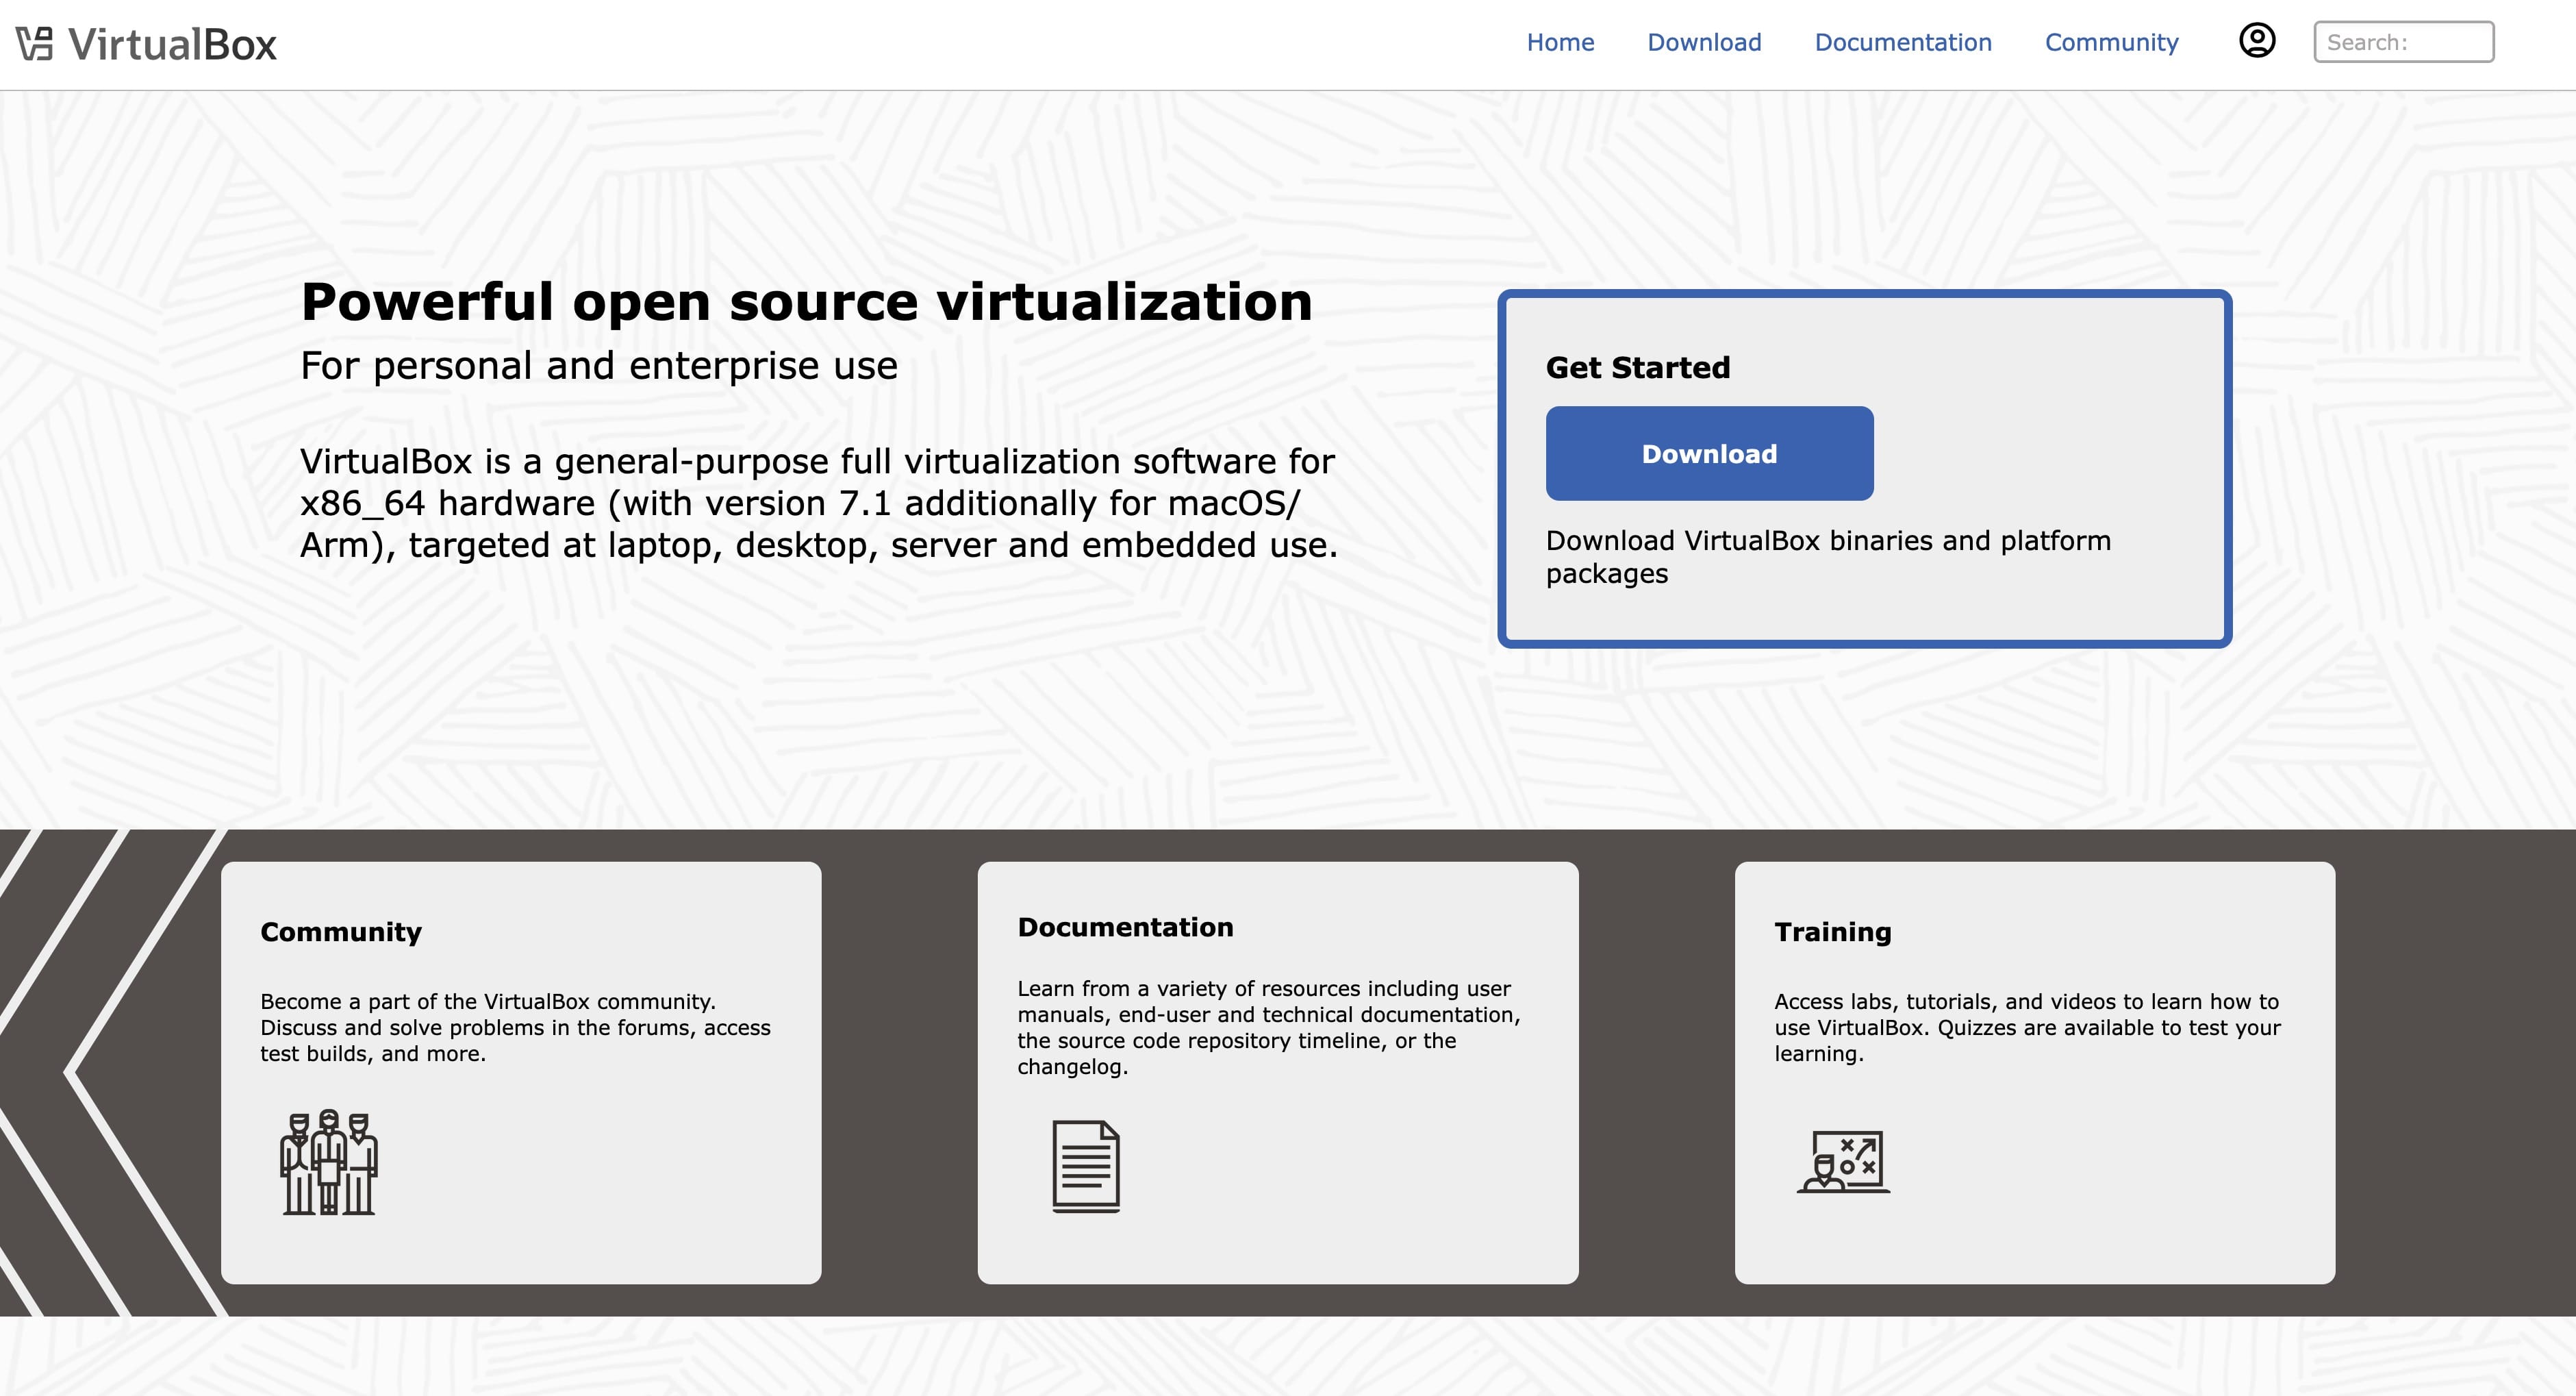 VirtualBox
Home
Download
Documentation
Community
Search:
Powerful open source virtualization
For personal and enterprise use
VirtualBox is a general-purpose full virtualization software for
x86_64 hardware (with version 7.1 additionally for macOS/
Arm), targeted at laptop, desktop, server and embedded use.
Get Started
Download
Download VirtualBox binaries and platform
packages
Community
Become a part of the VirtualBox community.
Discuss and solve problems in the forums, access
test builds, and more.
Documentation
Learn from a variety of resources including user
manuals, end-user and technical documentation,
the source code repository timeline, or the
changelog.
Training
Access labs, tutorials, and videos to learn how to
use VirtualBox. Quizzes are available to test your
learning.